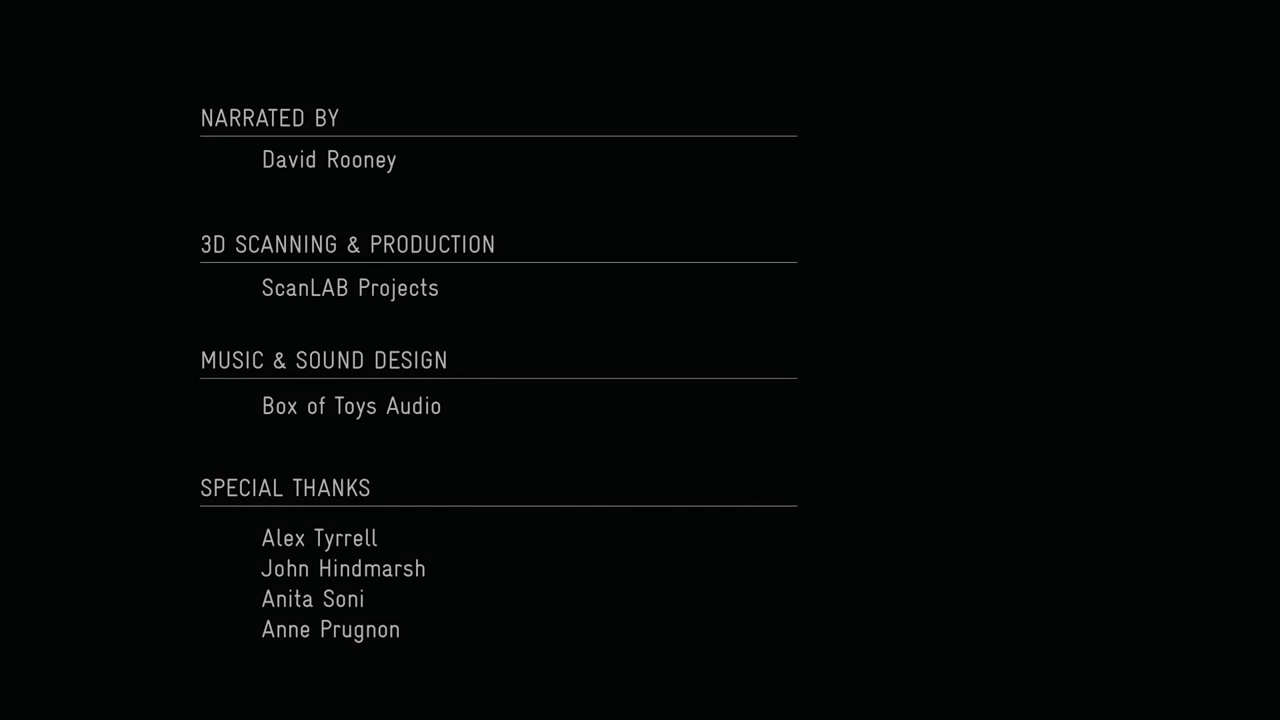 NARRATED BY
David Rooney
3D SCANNING & PRODUCTION
ScanLAB Projects
MUSIC & SOUND DESIGN
Box of Toys Audio
SPECIAL THANKS
Alex Tyrrell
John Hindmarsh
Anita Soni
Anne Prugnon